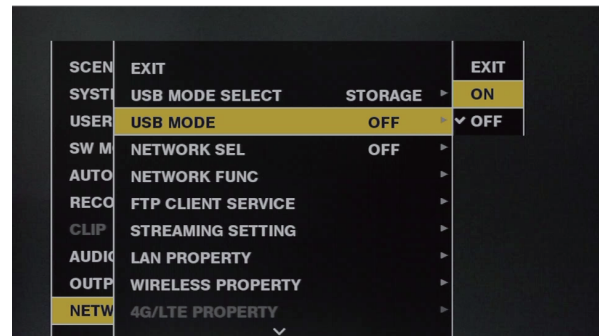 SCEN
SYST
USER
SW M
AUTO
RECO
CLIP
AUDIO
OUTP
NETW
EXIT
USB MODE SELECT STORAGE
USB MODE OFF
NETWORK SEL OFF
NETWORK FUNC
FTP CLIENT SERVICE
STREAMING SETTING
LAN PROPERTY
WIRELESS PROPERTY
4G/LTE PROPERTY
EXIT
ON
OFF